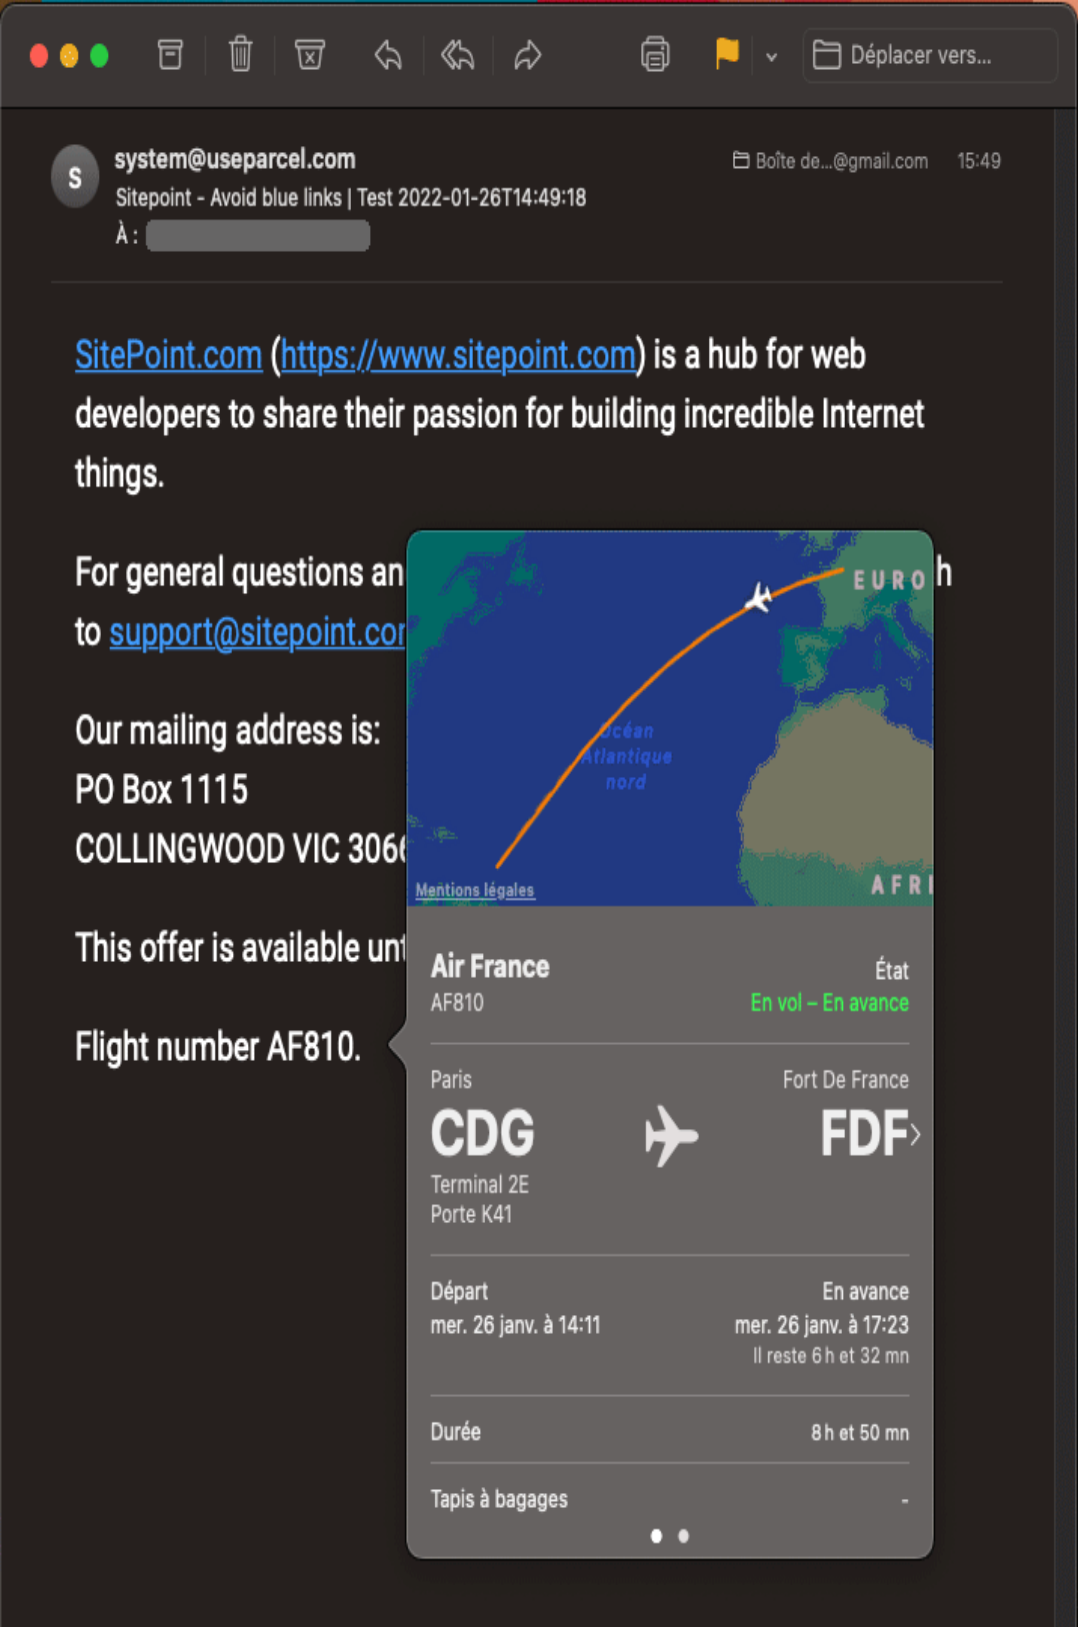 Déplacer vers...
S
system@useparcel.com
Boîte de...@gmail.com 15:49
Sitepoint - Avoid blue links | Test 2022-01-26T14:49:18
À :
SitePoint.com (https://www.sitepoint.com) is a hub for web
developers to share their passion for building incredible Internet
things.
For general questions an
h
to support@sitepoint.cor
Our mailing address is:
PO Box 1115
COLLINGWOOD VIC 3066
This offer is available unt
Flight number AF810.
EURO
Océan
Atlantique
nord
AFRI
Mentions légales
Air France
État
AF810
En vol – En avance
Paris
Fort De France
CDG
FDF
Terminal 2E
Porte K41
Départ
En avance
mer. 26 janv. à 14:11
mer. 26 janv. à 17:23
Il reste 6 h et 32 mn
Durée
8 h et 50 mn
Tapis à bagages
-